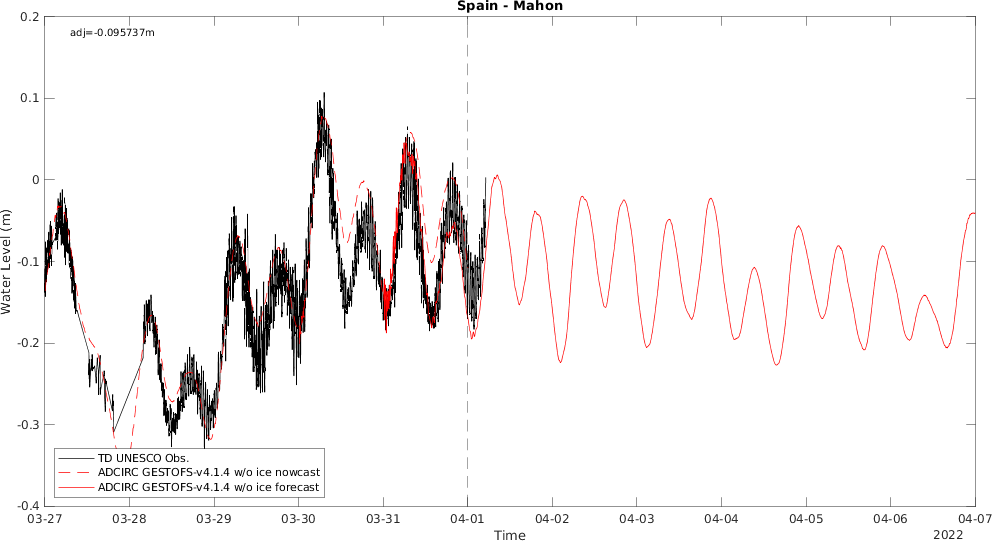 Spain - Mahon
adj=-0.095737m
0.2
0.1
0
-0.1
-0.2
-0.3
-0.4
Water Level (m)
TD UNESCO Obs.
ADCIRC GESTOFS-v4.1.4 w/o ice nowcast
ADCIRC GESTOFS-v4.1.4 w/o ice forecast
03-27 03-28 03-29 03-30 03-31 04-01 04-02 04-03 04-04 04-05 04-06 04-07
Time
2022